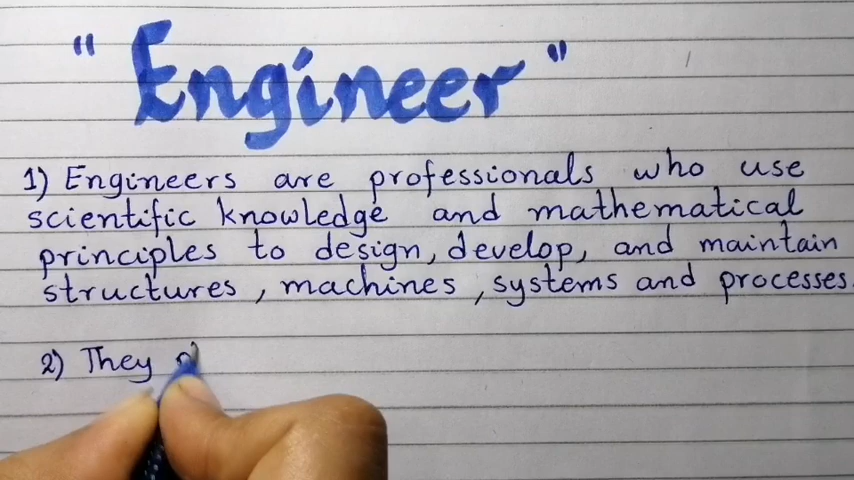 " Engineer "
1) Engineers are professionals who use
scientific knowledge and mathematical
principles to design, develop, and maintain
structures, machines, systems and processes.
2) They